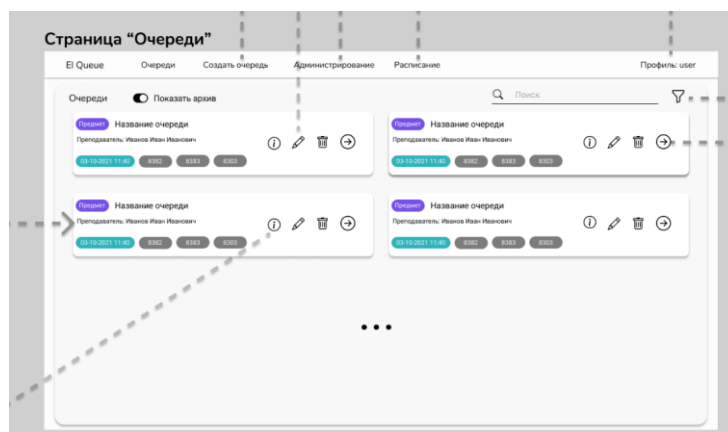 Страница “Очереди”
El Queue Очереди Создать очередь Администрирование Расписание Профиль: user
Очереди Показать архив Поиск
Предмет Название очереди
Преподаватель: Иванов Иван Иванович
03-10-2021 11:40 8382 8383 8303
Предмет Название очереди
Преподаватель: Иванов Иван Иванович
03-10-2021 11:40 8382 8383 8303
Предмет Название очереди
Преподаватель: Иванов Иван Иванович
03-10-2021 11:40 8382 8383 8303
Предмет Название очереди
Преподаватель: Иванов Иван Иванович
03-10-2021 11:40 8382 8383 8303